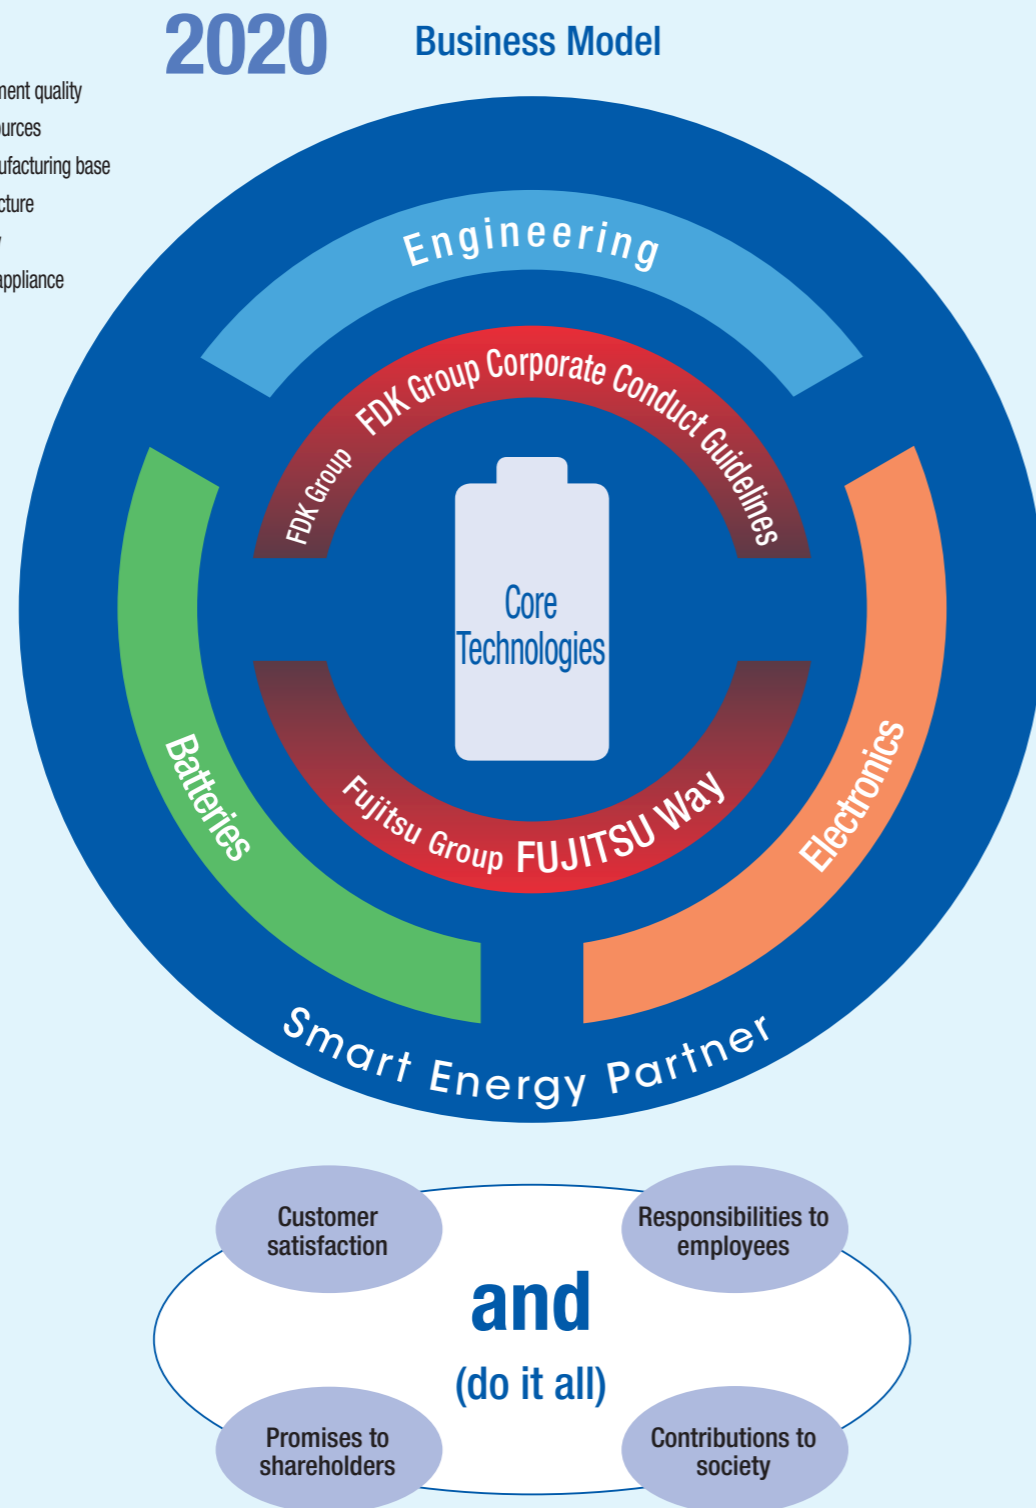 2020
Business Model
ment quality
ources
ufacturing base
cture
appliance
Engineering
FDK Group FDK Group Corporate Conduct Guidelines
Core
Technologies
Batteries
Electronics
Fujitsu Group FUJITSU Way
Smart Energy Partner
Customer
satisfaction
Responsibilities to
employees
and
(do it all)
Promises to
shareholders
Contributions to
society